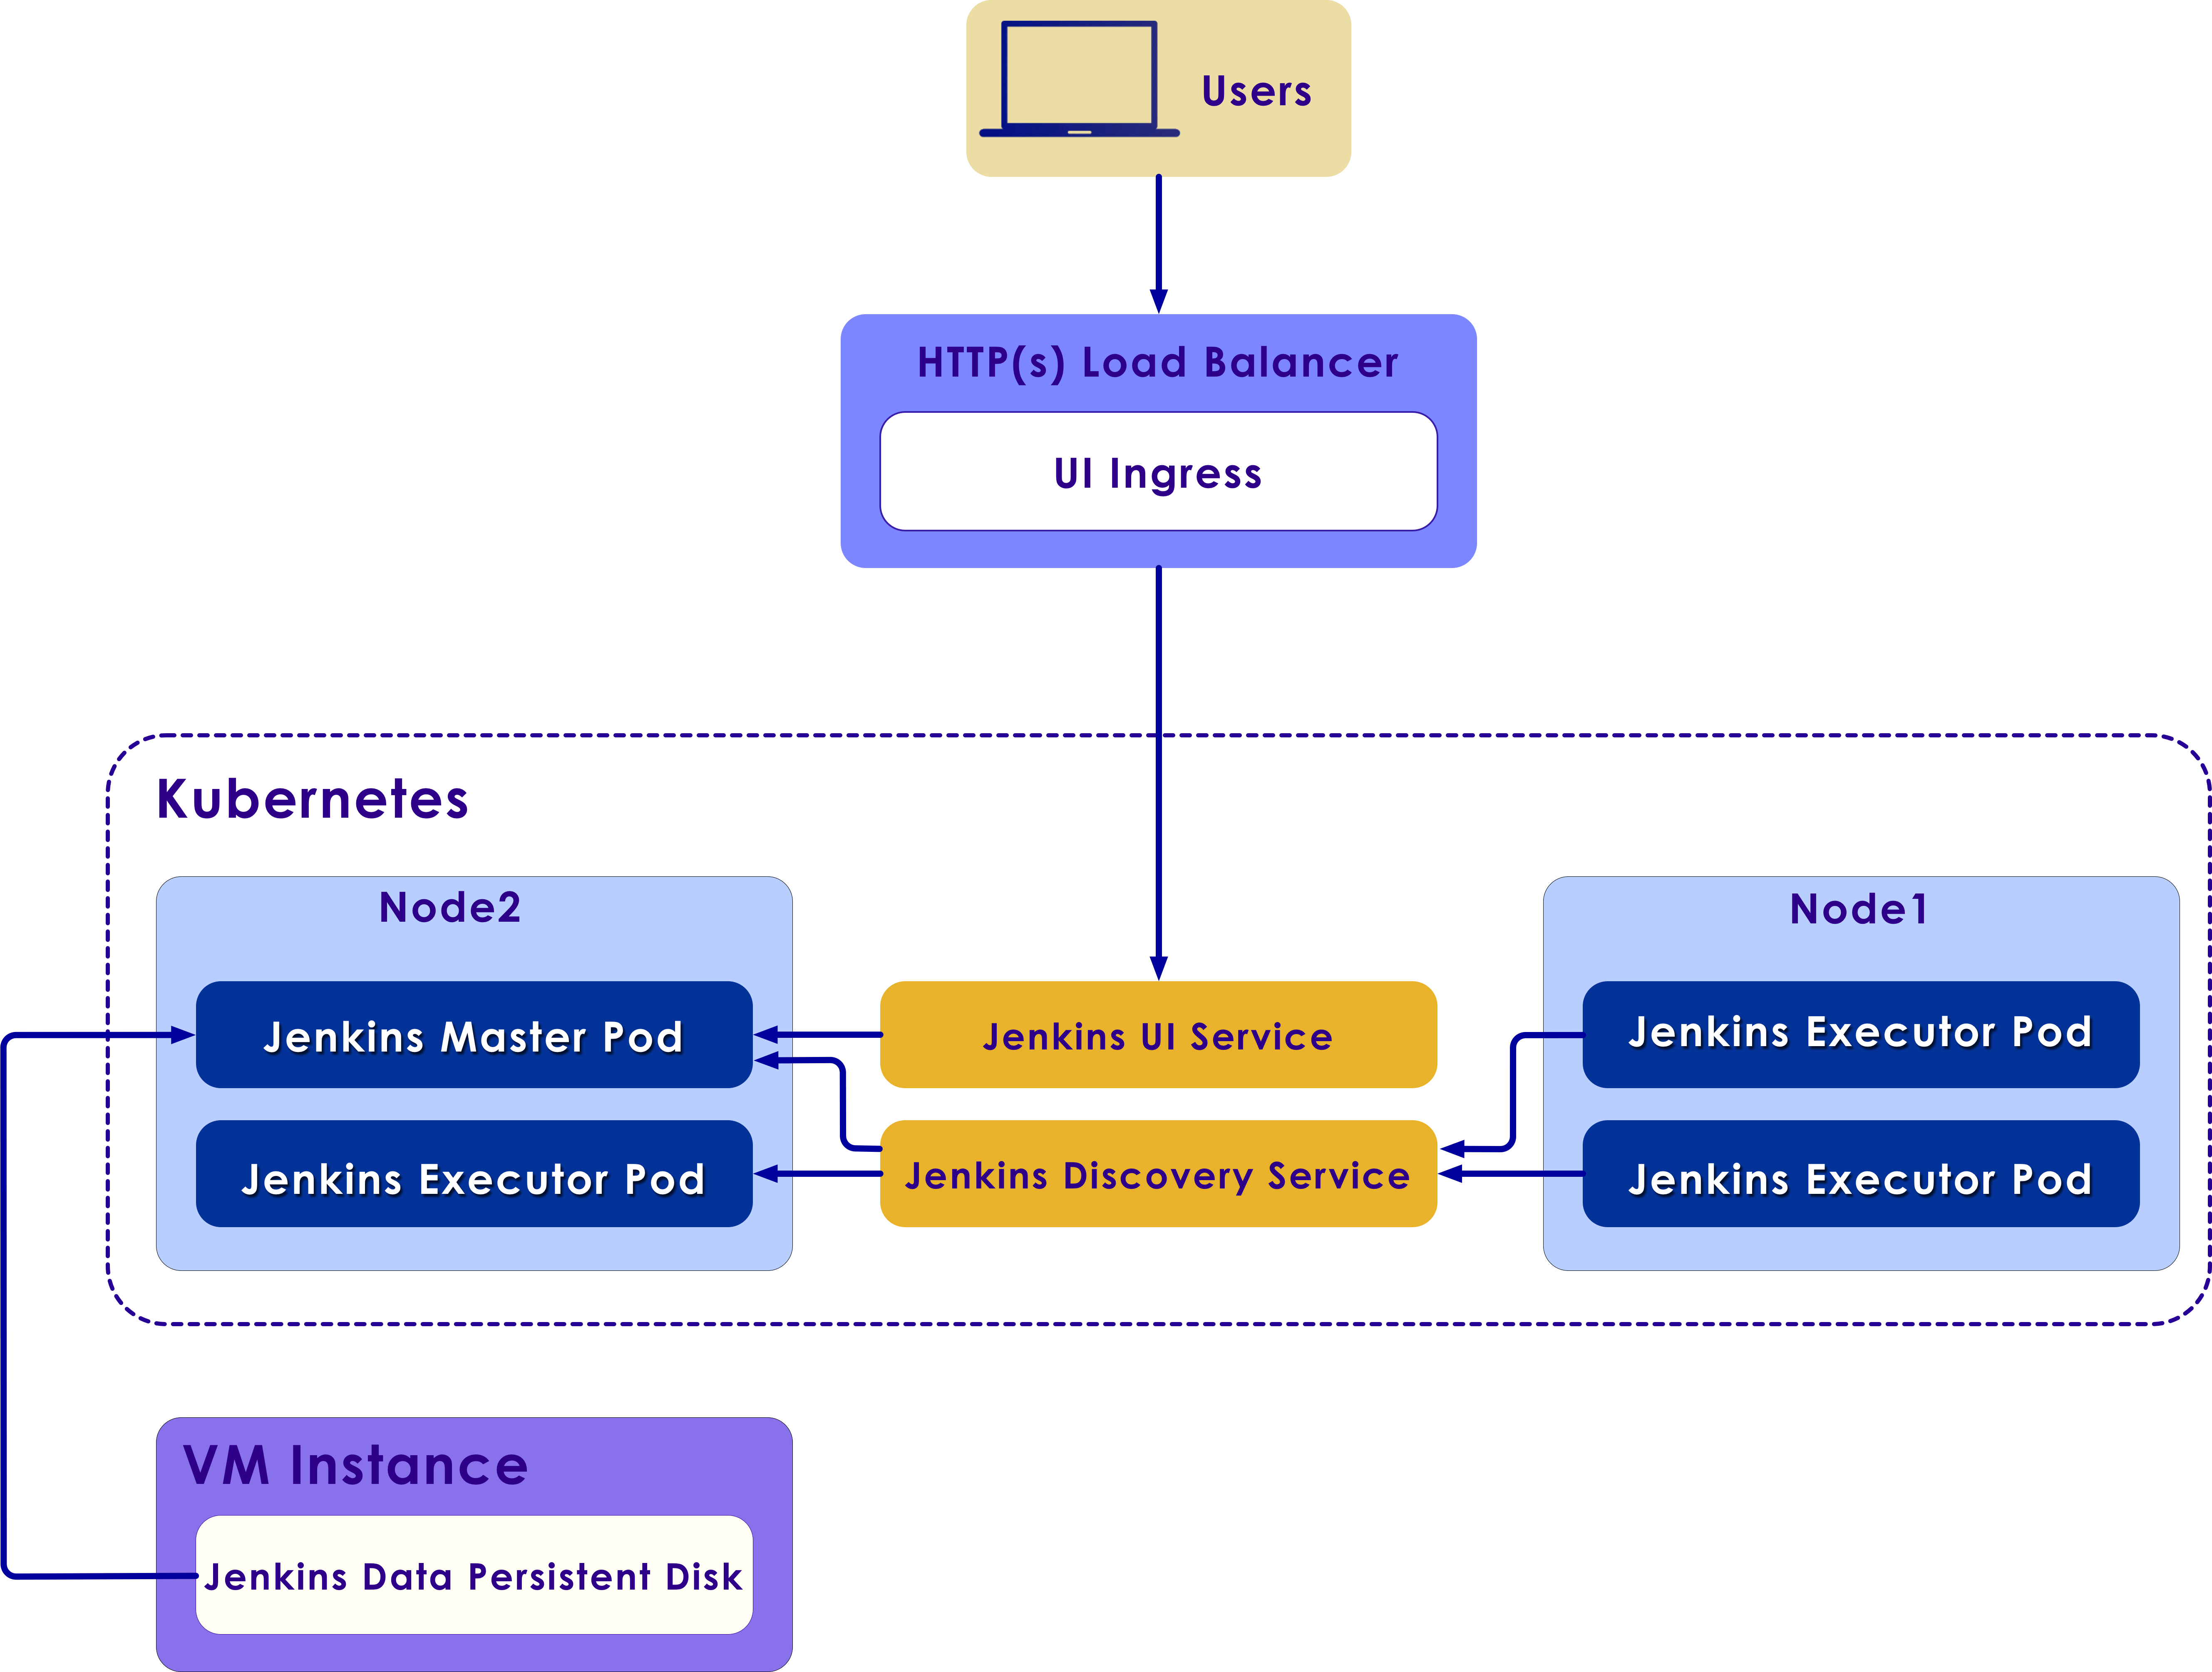 Users
HTTP(s) Load Balancer
UI Ingress
Kubernetes
Node2
Node1
Jenkins Master Pod
Jenkins UI Service
Jenkins Executor Pod
Jenkins Executor Pod
Jenkins Discovery Service
Jenkins Executor Pod
VM Instance
Jenkins Data Persistent Disk